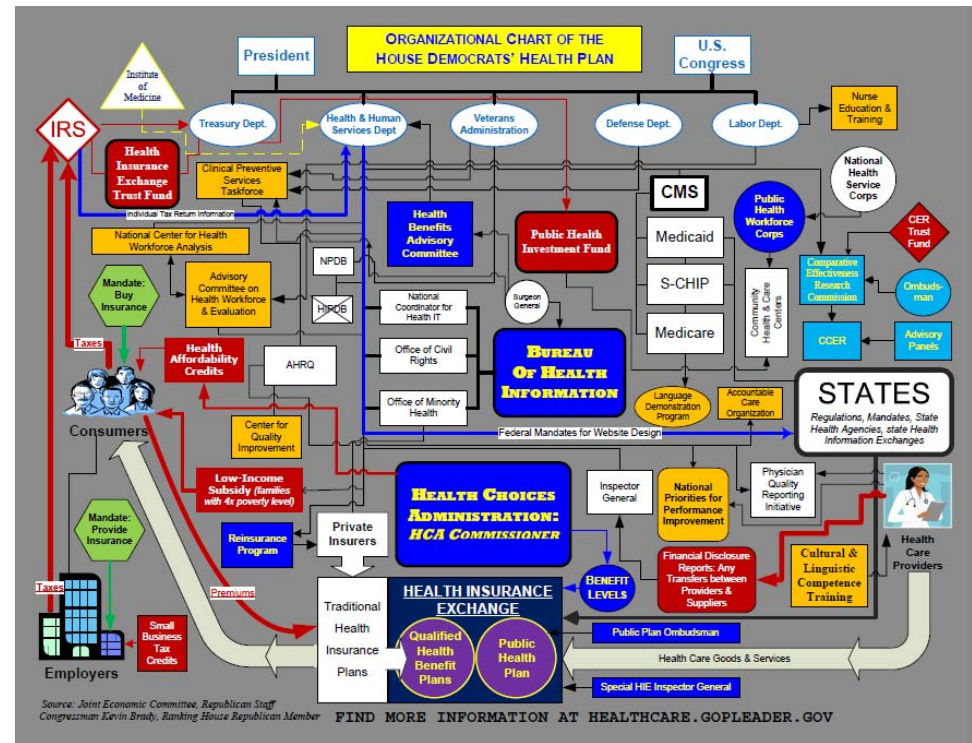 ORGANIZATIONAL CHART OF THE
HOUSE DEMOCRATS' HEALTH PLAN
President
U.S.
Congress
Institute
of
Medicine
IRS
Treasury Dept.
Health & Human
Services Dept
Veterans
Administration
Defense Dept.
Labor Dept.
Nurse
Education &
Training
Health
Insurance
Exchange
Trust Fund
Clinical Preventive
Services
Taskforce
Individual Tax Return Information
National Center for Health
Workforce Analysis
Health
Benefits
Advisory
Committee
Public Health
Investment Fund
CMS
Medicaid
S-CHIP
Medicare
Public
Health
Workforce
Corps
National
Health
Service
Corps
CER
Trust
Fund
Comparative
Effectiveness
Research
Commission
Ombuds-
man
CCER
Advisory
Panels
Community
Health & Care
Centers
Mandate:
Buy
Insurance
Advisory
Committee on
Health Workforce
& Evaluation
NPDB
HIPDB
National
Coordinator for
Health IT
Office of Civil
Rights
Office of Minority
Health
Surgeon
General
BUREAU
OF HEALTH
INFORMATION
Taxes
Health
Affordability
Credits
AHRQ
Consumers
Center for
Quality
Improvement
Language
Demonstration
Program
Accountable
Care
Organization
STATES
Regulations, Mandates, State
Health Agencies, state Health
Information Exchanges
Federal Mandates for Website Design
Low-Income
Subsidy (families
with 4x poverty level)
HEALTH CHOICES
ADMINISTRATION:
HCA COMMISSIONER
Inspector
General
National
Priorities for
Performance
Improvement
Physician
Quality
Reporting
Initiative
Health
Care
Providers
Mandate:
Provide
Insurance
Reinsurance
Program
Private
Insurers
Financial Disclosure
Reports: Any
Transfers between
Providers &
Suppliers
Cultural &
Linguistic
Competence
Training
Taxes
Premiums
BENEFIT
LEVELS
Traditional
Health
Insurance
Plans
HEALTH INSURANCE
EXCHANGE
Qualified
Health
Benefit
Plans
Public
Health
Plan
Public Plan Ombudsman
Health Care Goods & Services
Special HIE Inspector General
Small
Business
Tax
Credits
Employers
Source: Joint Economic Committee, Republican Staff
Congressman Kevin Brady, Ranking House Republican Member
FIND MORE INFORMATION AT HEALTHCARE.GOPLEADER.GOV